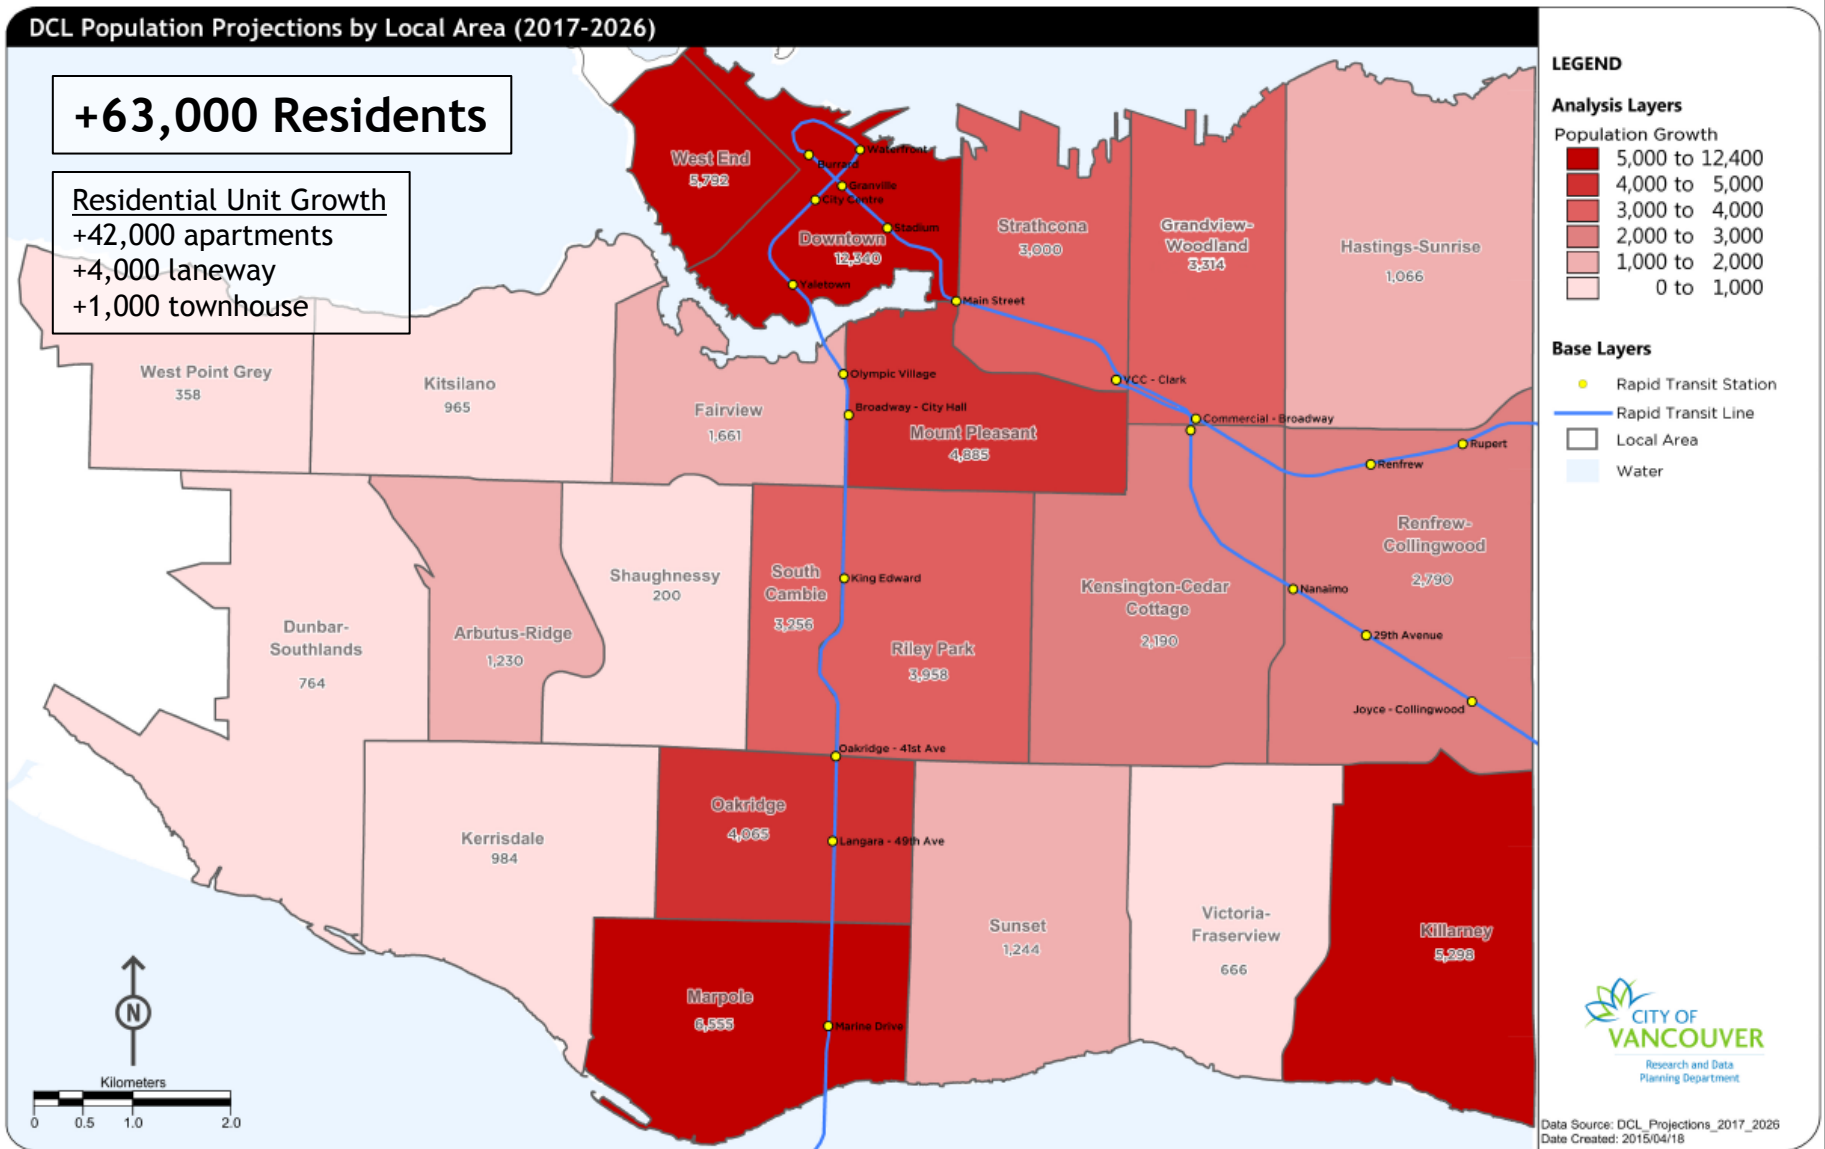 DCL Population Projections by Local Area (2017-2026)
+63,000 Residents
Residential Unit Growth
+42,000 apartments
+4,000 laneway
+1,000 townhouse
West End
5,792
Waterfront
Burrard
Granville
City Centre
Stadium
Downtown
12,340
Yaletown
Main Street
Strathcona
3,000
Grandview-
Woodland
3,314
Hastings-Sunrise
1,066
West Point Grey
358
Kitsilano
965
Fairview
1,661
Olympic Village
Broadway - City Hall
Mount Pleasant
4,885
VCC - Clark
Commercial - Broadway
Rupert
Renfrew
Renfrew-
Collingwood
2,790
Dunbar-
Southlands
764
Arbutus-Ridge
1,230
Shaughnessy
200
South
Cambie
3,256
King Edward
Riley Park
3,958
Kensington-Cedar
Cottage
2,190
Nanaimo
29th Avenue
Joyce - Collingwood
Oakridge - 41st Ave
Kerrisdale
984
Oakridge
4,065
Langara - 49th Ave
Marpole
6,555
Marine Drive
Sunset
1,244
Victoria-
Fraserview
666
Killarney
5,298
N
Kilometers
0 0.5 1.0 2.0
LEGEND
Analysis Layers
Population Growth
5,000 to 12,400
4,000 to 5,000
3,000 to 4,000
2,000 to 3,000
1,000 to 2,000
0 to 1,000
Base Layers
Rapid Transit Station
Rapid Transit Line
Local Area
Water
CITY OF
VANCOUVER
Research and Data
Planning Department
Data Source: DCL_Projections_2017_2026
Date Created: 2015/04/18